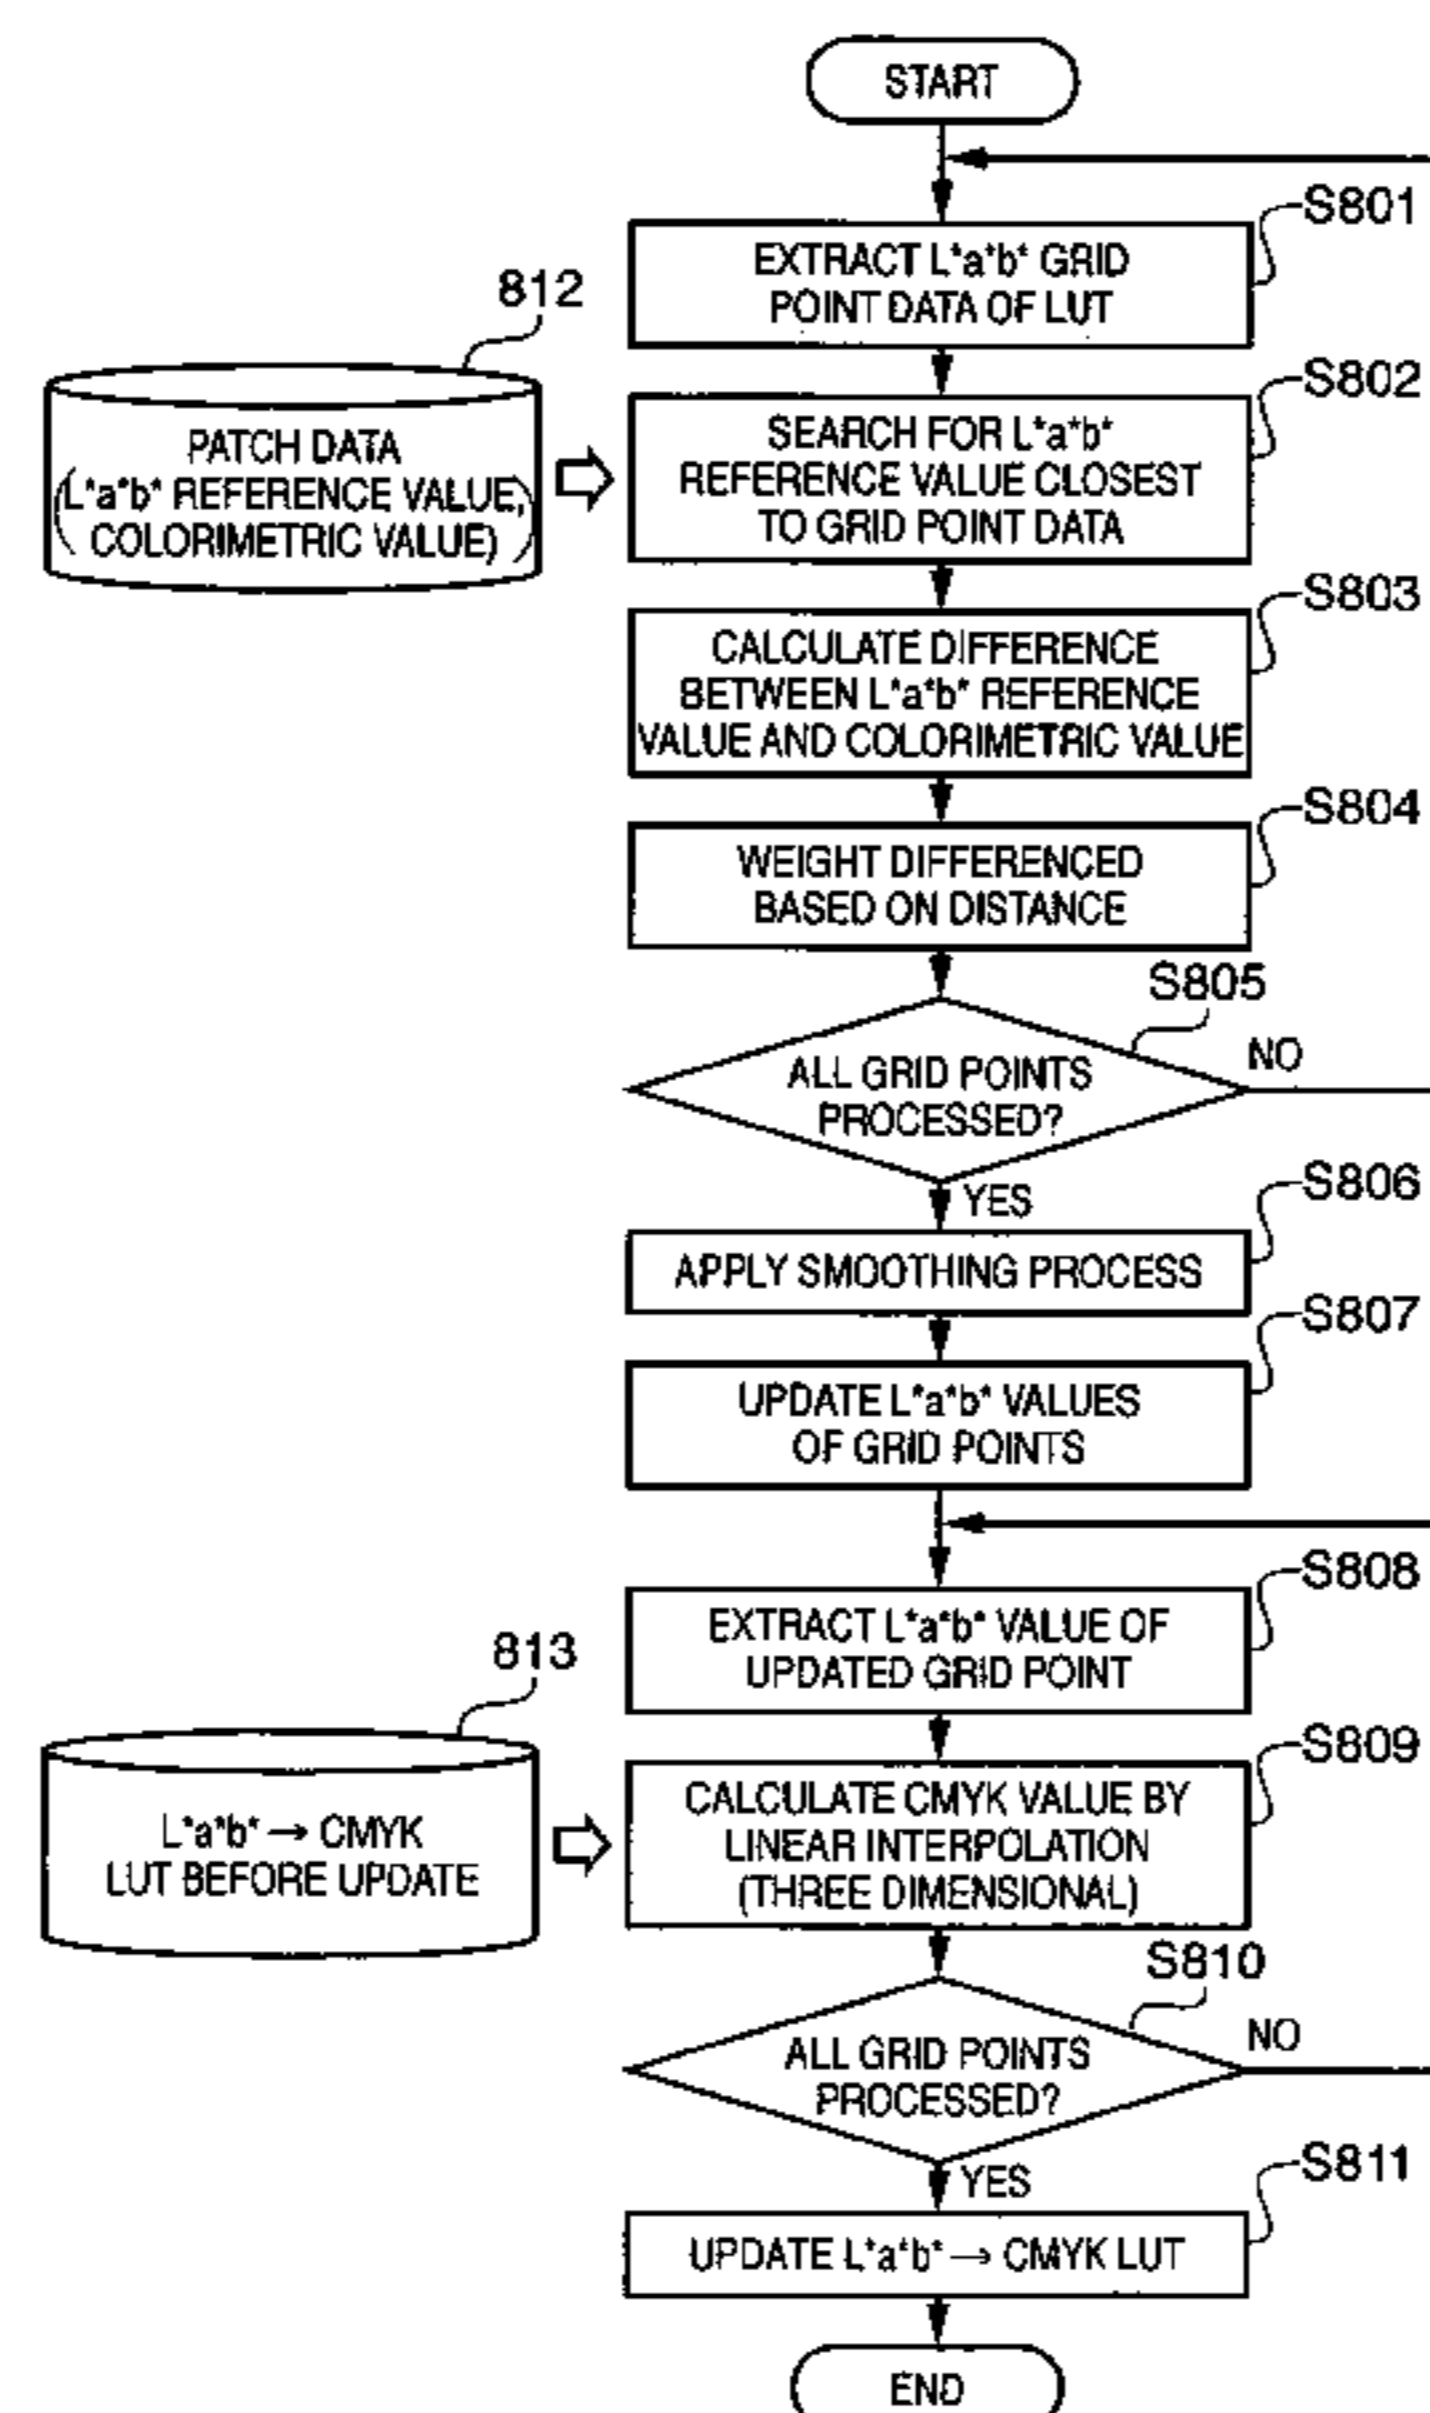 START
S801
EXTRACT L*a*b* GRID
POINT DATA OF LUT
812
PATCH DATA
(L*a*b* REFERENCE VALUE,
COLORIMETRIC VALUE))
S802
SEARCH FOR L*a*b*
REFERENCE VALUE CLOSEST
TO GRID POINT DATA
S803
CALCULATE DIFFERENCE
BETWEEN L*a*b* REFERENCE
VALUE AND COLORIMETRIC VALUE
S804
WEIGHT DIFFERENCED
BASED ON DISTANCE
S805
ALL GRID POINTS
PROCESSED?
NO
YES
S806
APPLY SMOOTHING PROCESS
S807
UPDATE L*a*b* VALUES
OF GRID POINTS
S808
EXTRACT L*a*b* VALUE OF
UPDATED GRID POINT
813
L*a*b* → CMYK
LUT BEFORE UPDATE
S809
CALCULATE CMYK VALUE BY
LINEAR INTERPOLATION
(THREE DIMENSIONAL)
S810
ALL GRID POINTS
PROCESSED?
NO
YES
S811
UPDATE L*a*b* → CMYK LUT
END